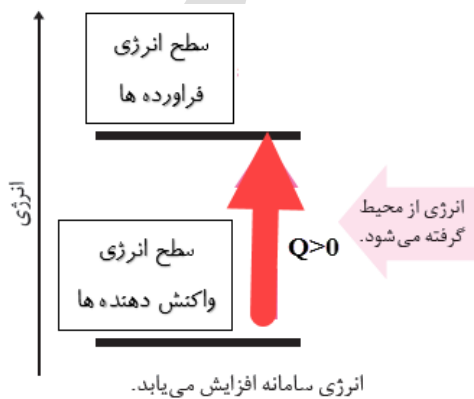 سطح انرژی
فراورده ها
انرژی
انرژی از محیط
گرفته می‌شود.
Q>0
سطح انرژی
واکنش دهنده ها
انرژی سامانه افزایش می‌یابد.